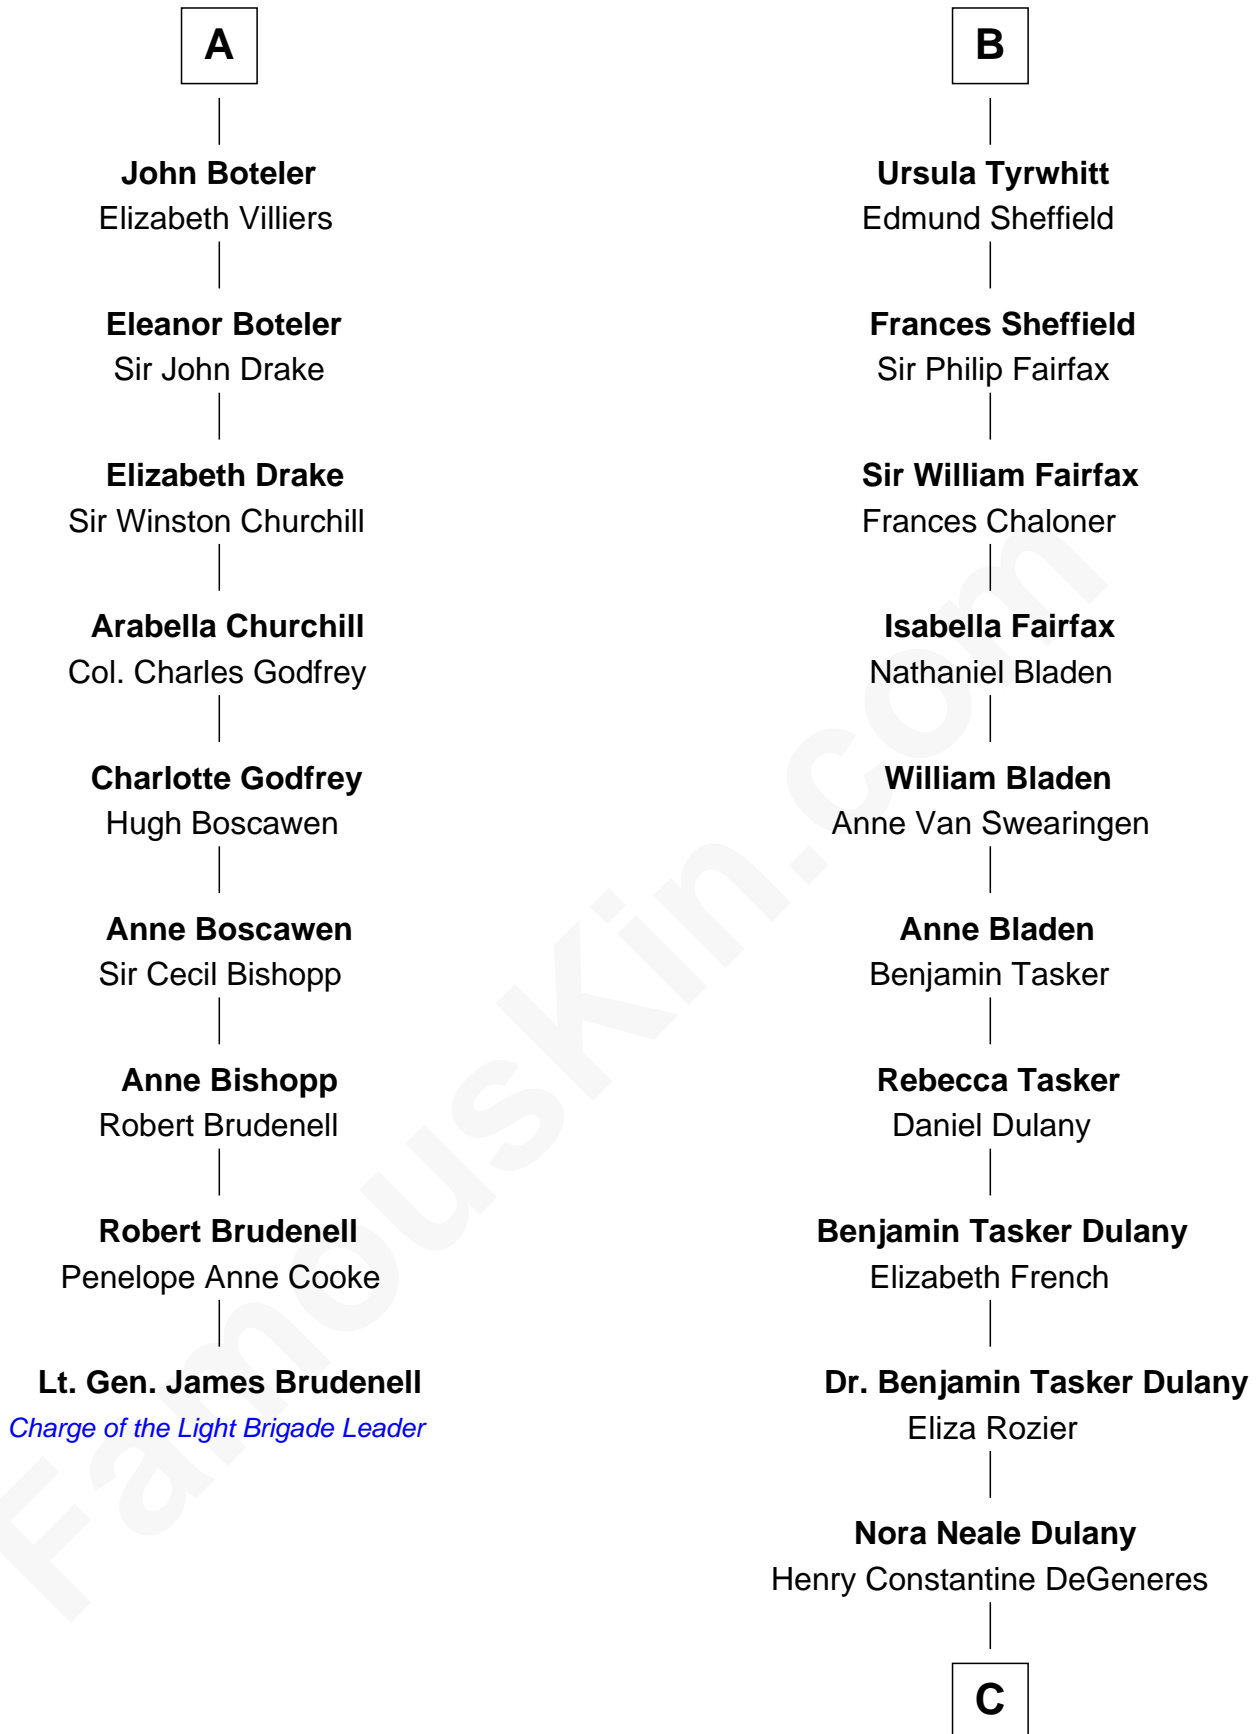 A
John Boteler
Elizabeth Villiers
Eleanor Boteler
Sir John Drake
Elizabeth Drake
Sir Winston Churchill
Arabella Churchill
Col. Charles Godfrey
Charlotte Godfrey
Hugh Boscawen
Anne Boscawen
Sir Cecil Bishopp
Anne Bishopp
Robert Brudenell
Robert Brudenell
Penelope Anne Cooke
Lt. Gen. James Brudenell
Charge of the Light Brigade Leader
B
Ursula Tyrwhitt
Edmund Sheffield
Frances Sheffield
Sir Philip Fairfax
Sir William Fairfax
Frances Chaloner
Isabella Fairfax
Nathaniel Bladen
William Bladen
Anne Van Swearingen
Anne Bladen
Benjamin Tasker
Rebecca Tasker
Daniel Dulany
Benjamin Tasker Dulany
Elizabeth French
Dr. Benjamin Tasker Dulany
Eliza Rozier
Nora Neale Dulany
Henry Constantine DeGeneres
C
FamousKin.com